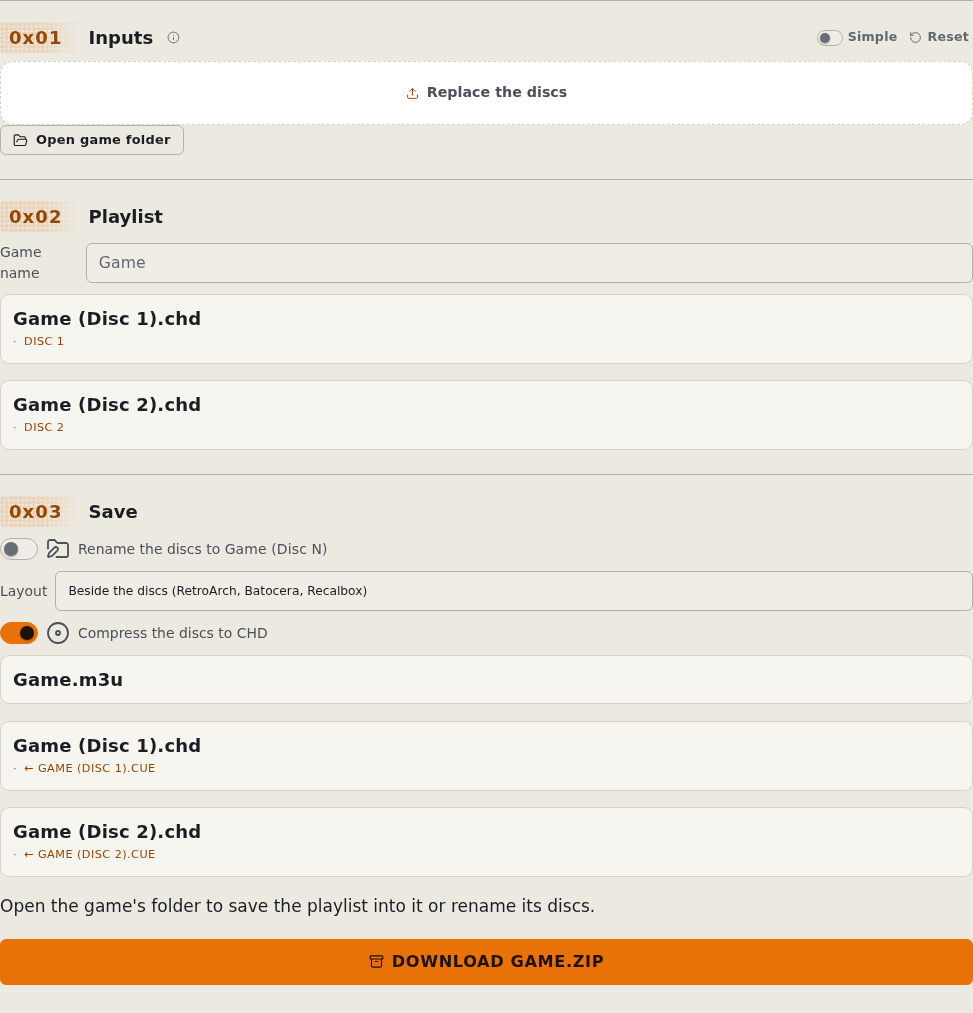 0x01 Inputs Simple Reset
Replace the discs
Open game folder
0x02 Playlist
Game
name
Game
Game (Disc 1).chd
· DISC 1
Game (Disc 2).chd
· DISC 2
0x03 Save
Rename the discs to Game (Disc N)
Layout Beside the discs (RetroArch, Batocera, Recalbox)
Compress the discs to CHD
Game.m3u
Game (Disc 1).chd
· ← GAME (DISC 1).CUE
Game (Disc 2).chd
· ← GAME (DISC 2).CUE
Open the game's folder to save the playlist into it or rename its discs.
DOWNLOAD GAME.ZIP